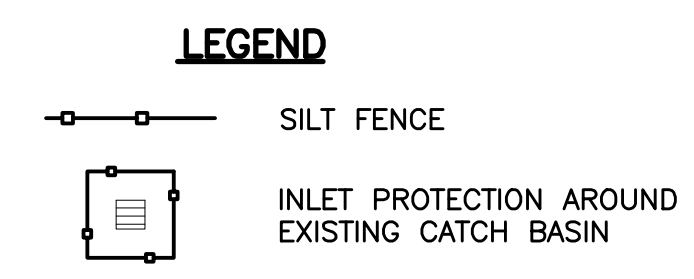 LEGEND
SILT FENCE
INLET PROTECTION AROUND
EXISTING CATCH BASIN